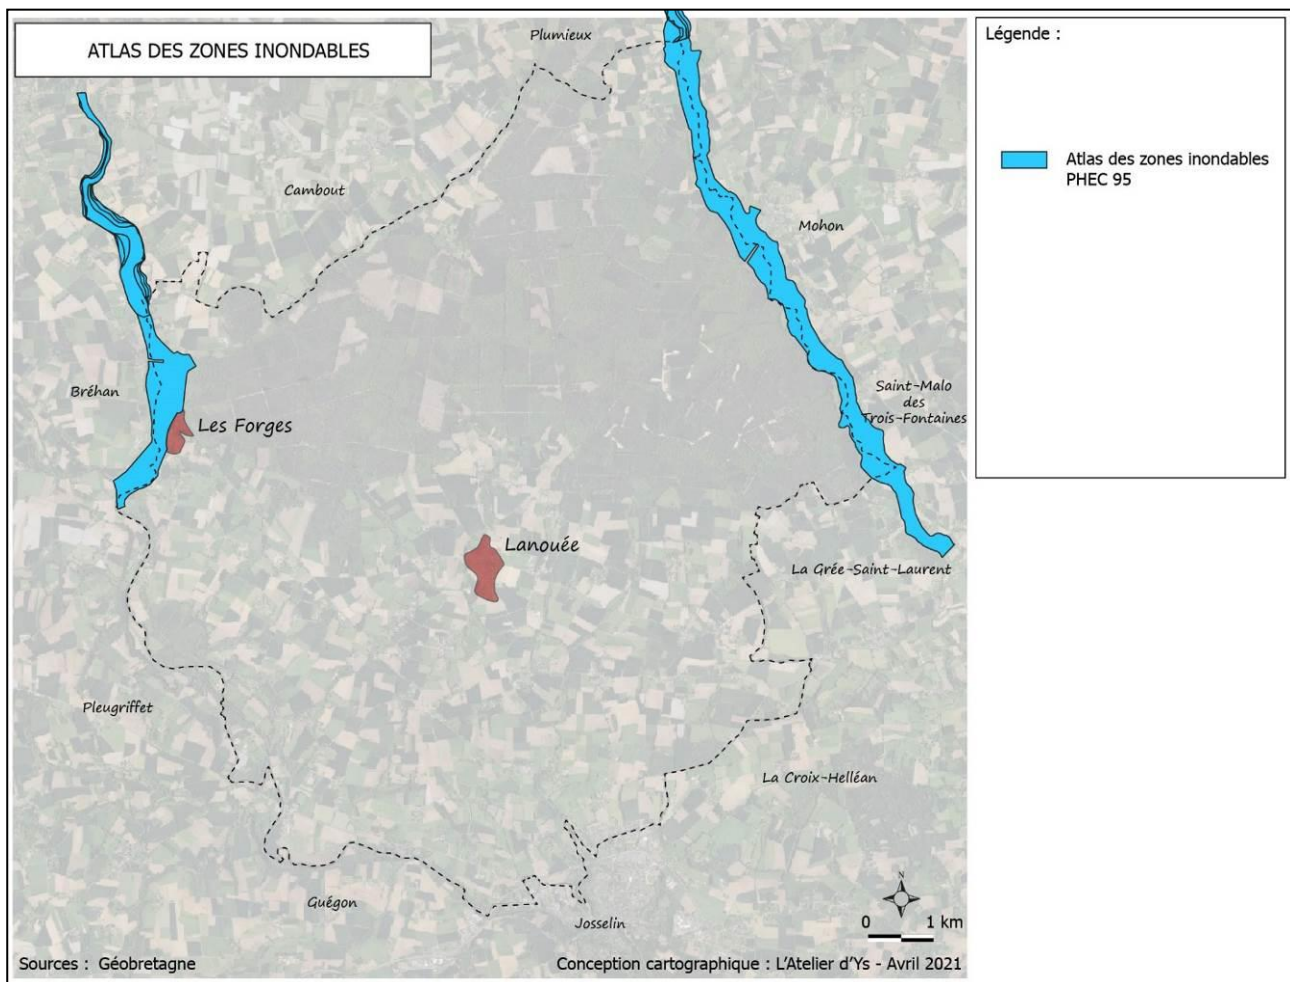 ATLAS DES ZONES INONDABLES
Plumieux
Légende :
Atlas des zones inondables
PHEC 95
Cambout
Mohon
Bréhan
Saint-Malo
des
Trois-Fontaines
Les Forges
Lanouée
La Grée-Saint-Laurent
Pleugriffet
La Croix-Helléan
Guégon
Josselin
N
0 1 km
Sources : Géobretagne
Conception cartographique : L'Atelier d'Ys - Avril 2021